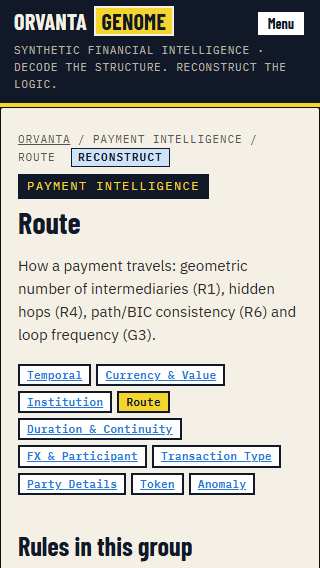 ORVANTA GENOME Menu
SYNTHETIC FINANCIAL INTELLIGENCE ·
DECODE THE STRUCTURE. RECONSTRUCT THE
LOGIC.
ORVANTA / PAYMENT INTELLIGENCE /
ROUTE RECONSTRUCT
PAYMENT INTELLIGENCE
Route
How a payment travels: geometric
number of intermediaries (R1), hidden
hops (R4), path/BIC consistency (R6) and
loop frequency (G3).
Temporal Currency & Value
Institution Route
Duration & Continuity
FX & Participant Transaction Type
Party Details Token Anomaly
Rules in this group